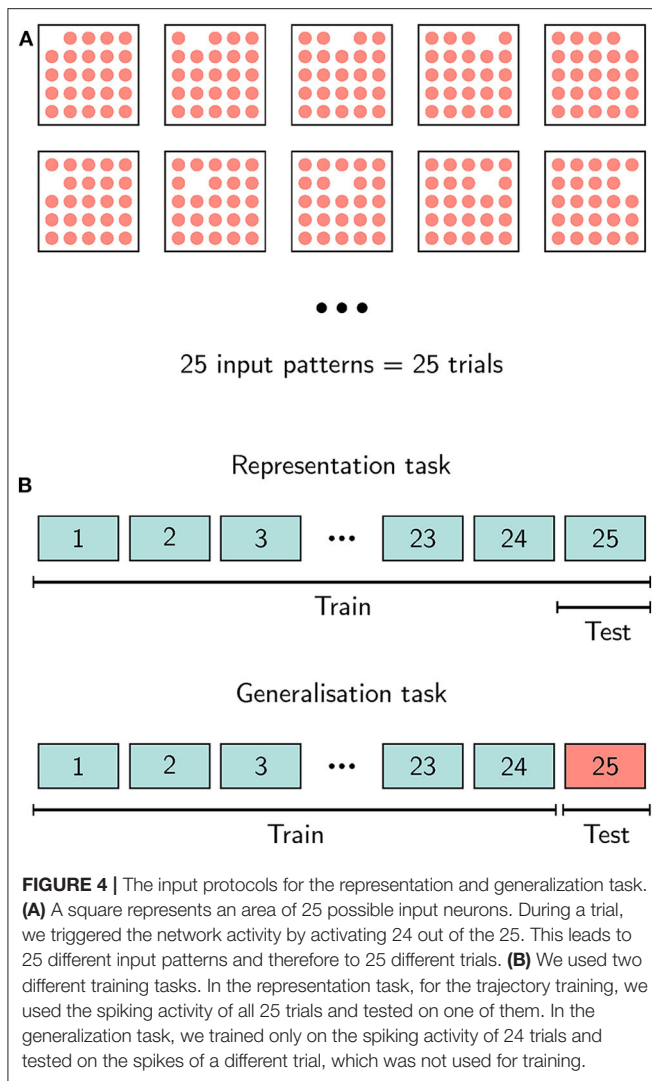 A
•••
25 input patterns = 25 trials
Representation task
B
1 2 3 ••• 23 24 25
Train
Test
Generalisation task
1 2 3 ••• 23 24 25
Train Test
FIGURE 4 | The input protocols for the representation and generalization task.
(A) A square represents an area of 25 possible input neurons. During a trial,
we triggered the network activity by activating 24 out of the 25. This leads to
25 different input patterns and therefore to 25 different trials. (B) We used two
different training tasks. In the representation task, for the trajectory training, we
used the spiking activity of all 25 trials and tested on one of them. In the
generalization task, we trained only on the spiking activity of 24 trials and
tested on the spikes of a different trial, which was not used for training.